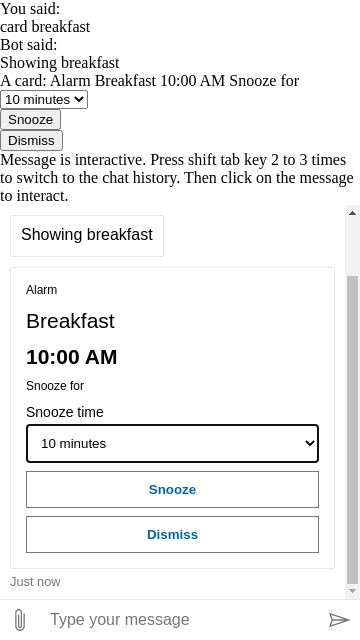 You said:
card breakfast
Bot said:
Showing breakfast
A card: Alarm Breakfast 10:00 AM Snooze for
10 minutes
Snooze
Dismiss
Message is interactive. Press shift tab key 2 to 3 times
to switch to the chat history. Then click on the message
to interact.
Showing breakfast
Alarm
Breakfast
10:00 AM
Snooze for
Snooze time
10 minutes
Snooze
Dismiss
Just now
Type your message